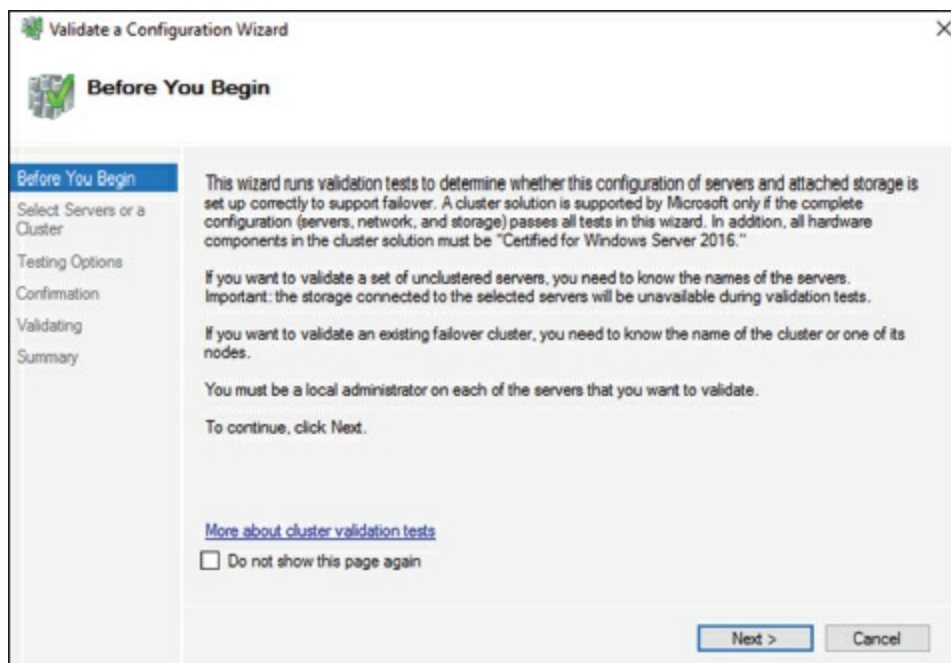 Validate a Configuration Wizard
Before You Begin
Before You Begin
Select Servers or a
Cluster
Testing Options
Confirmation
Validating
Summary
This wizard runs validation tests to determine whether this configuration of servers and attached storage is
set up correctly to support failover. A cluster solution is supported by Microsoft only if the complete
configuration (servers, network, and storage) passes all tests in this wizard. In addition, all hardware
components in the cluster solution must be "Certified for Windows Server 2016."
If you want to validate a set of unclustered servers, you need to know the names of the servers.
Important: the storage connected to the selected servers will be unavailable during validation tests.
If you want to validate an existing failover cluster, you need to know the name of the cluster or one of its
nodes.
You must be a local administrator on each of the servers that you want to validate.
To continue, click Next.
More about cluster validation tests
Do not show this page again
Next >
Cancel